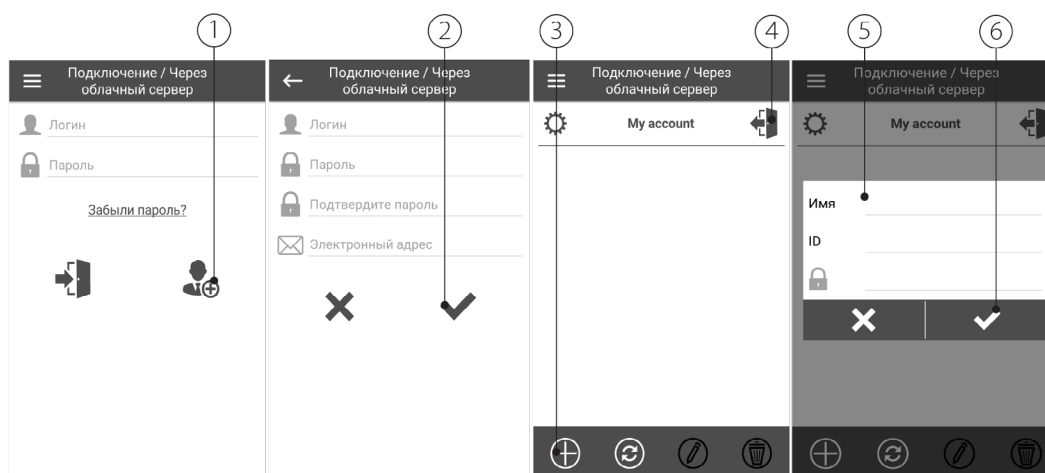 1
2
3
4
5
6
Подключение / Через
облачный сервер
Логин
Пароль
Забыли пароль?
Подключение / Через
облачный сервер
Логин
Пароль
Подтвердите пароль
Электронный адрес
Подключение / Через
облачный сервер
My account
Подключение / Через
облачный сервер
My account
Имя
ID